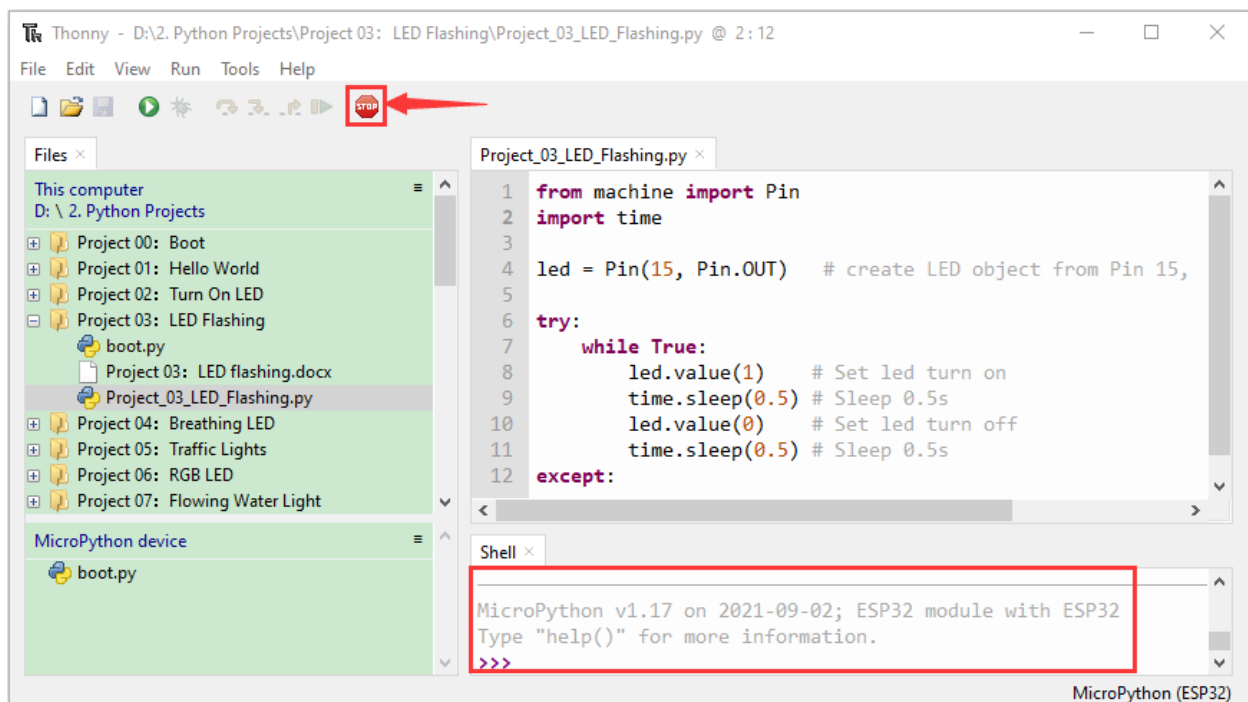 Thonny - D:\2. Python Projects\Project 03：LED Flashing\Project_03_LED_Flashing.py @ 2:12
File Edit View Run Tools Help
STOP
Files
This computer
D: \ 2. Python Projects
Project 00：Boot
Project 01：Hello World
Project 02：Turn On LED
Project 03：LED Flashing
boot.py
Project 03：LED flashing.docx
Project_03_LED_Flashing.py
Project 04：Breathing LED
Project 05：Traffic Lights
Project 06：RGB LED
Project 07：Flowing Water Light
MicroPython device
boot.py
Project_03_LED_Flashing.py
1 from machine import Pin
2 import time
3
4 led = Pin(15, Pin.OUT)   # create LED object from Pin 15,
5
6 try:
7     while True:
8         led.value(1)    # Set led turn on
9         time.sleep(0.5) # Sleep 0.5s
10         led.value(0)    # Set led turn off
11         time.sleep(0.5) # Sleep 0.5s
12 except:
Shell
MicroPython v1.17 on 2021-09-02; ESP32 module with ESP32
Type "help()" for more information.
>>>
MicroPython (ESP32)